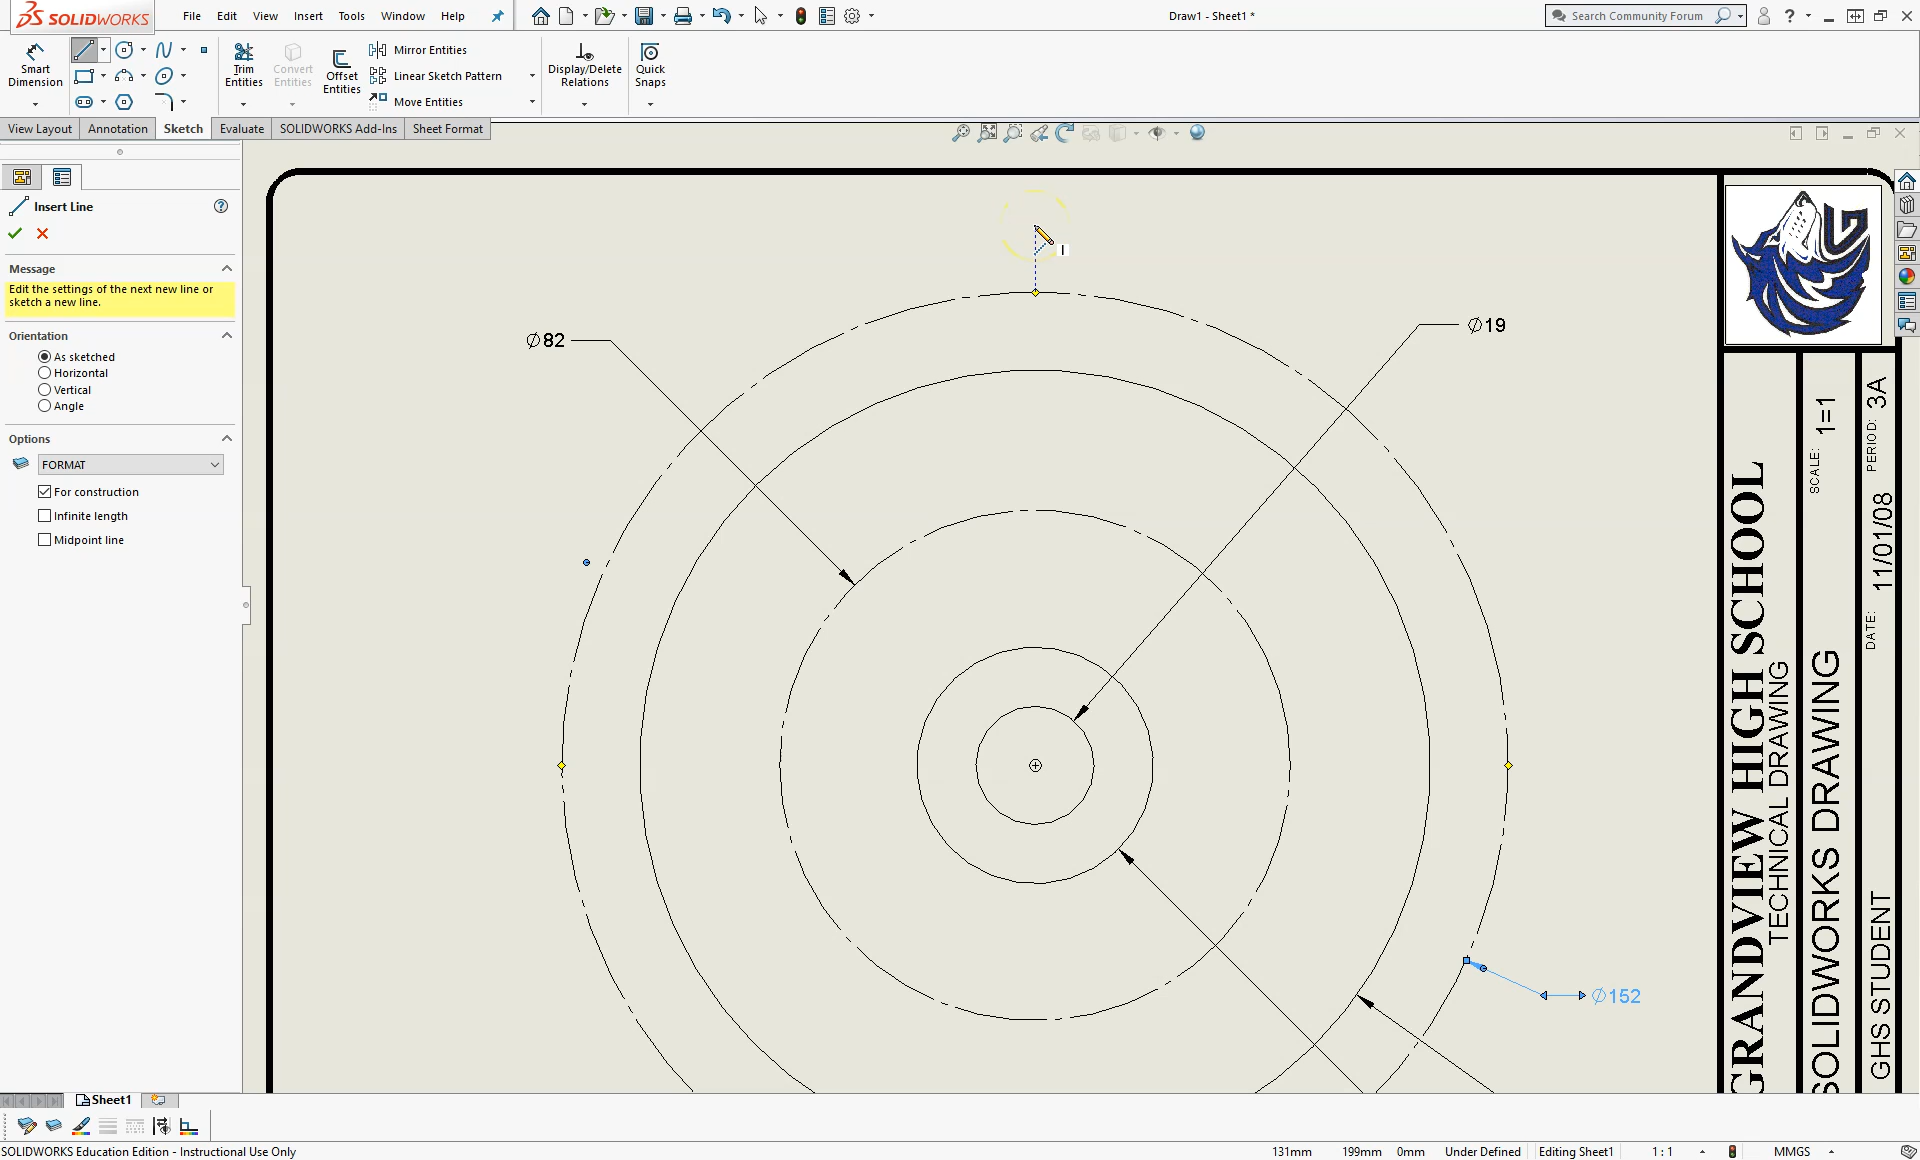 SOLIDWORKS
File Edit View Insert Tools Window Help
Draw1 - Sheet1 *
Search Community Forum
Smart Dimension
Trim Entities
Convert Entities
Offset Entities
Mirror Entities
Linear Sketch Pattern
Move Entities
Display/Delete Relations
Quick Snaps
View Layout Annotation Sketch Evaluate SOLIDWORKS Add-Ins Sheet Format
Insert Line
Message
Edit the settings of the next new line or
sketch a new line.
Orientation
As sketched
Horizontal
Vertical
Angle
Options
FORMAT
For construction
Infinite length
Midpoint line
∅82
∅19
∅152
GRANDVIEW HIGH SCHOOL
TECHNICAL DRAWING
SCALE: 1=1
SOLIDWORKS DRAWING
PERIOD: 3A
DATE: 11/01/08
GHS STUDENT
Sheet1
SOLIDWORKS Education Edition - Instructional Use Only
131mm 199mm 0mm Under Defined Editing Sheet1 1 : 1 MMGS